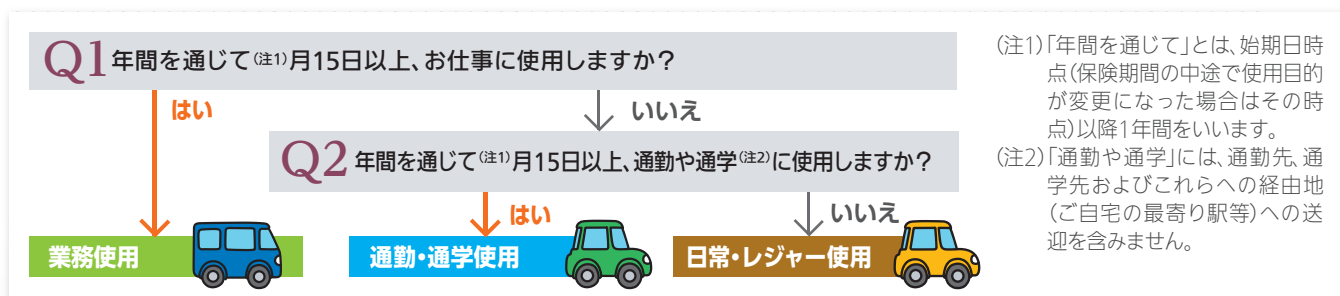 Q1 年間を通じて(注1)月15日以上、お仕事に使用しますか？
はい
いいえ
Q2 年間を通じて(注1)月15日以上、通勤や通学(注2)に使用しますか？
はい
いいえ
業務使用
通勤・通学使用
日常・レジャー使用
(注1)「年間を通じて」とは、始期日時
点(保険期間の中途で使用目的
が変更になった場合はその時
点)以降1年間をいいます。
(注2)「通勤や通学」には、通勤先、通
学先およびこれらへの経由地
(ご自宅の最寄り駅等)への送
迎を含みません。